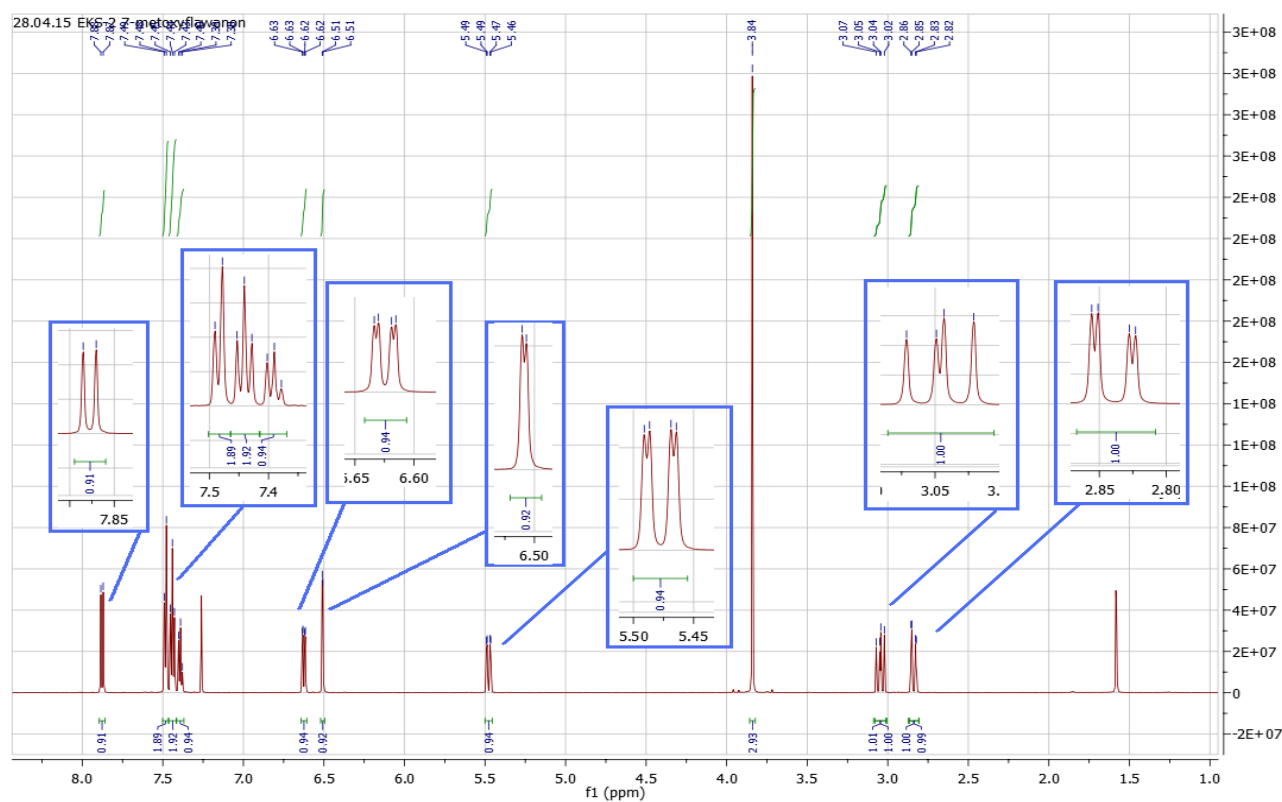 28.04.15 EKS-2 7-metoxyflawanon
6.63 6.63 6.62 6.62 6.51 6.51
5.49 5.49 5.47 5.46
3.84
3.07 3.05 3.04 3.02 2.86 2.85 2.83 2.82
3E+08
3E+08
3E+08
3E+08
2E+08
2E+08
2E+08
2E+08
2E+08
1E+08
1E+08
1E+08
8E+07
6E+07
4E+07
2E+07
0
-2E+07
0.91
7.85
1.89 1.92 0.94
7.5 7.4
0.94
6.60
0.92
6.50
0.94
5.50 5.45
1.00
3.05 3.
1.00
2.85 2.80
0.91 1.89 1.92 0.94 0.94 0.92 0.94 2.93 1.01 1.00 1.00 0.99
8.0 7.5 7.0 6.5 6.0 5.5 5.0 4.5 4.0 3.5 3.0 2.5 2.0 1.5 1.0
f1 (ppm)